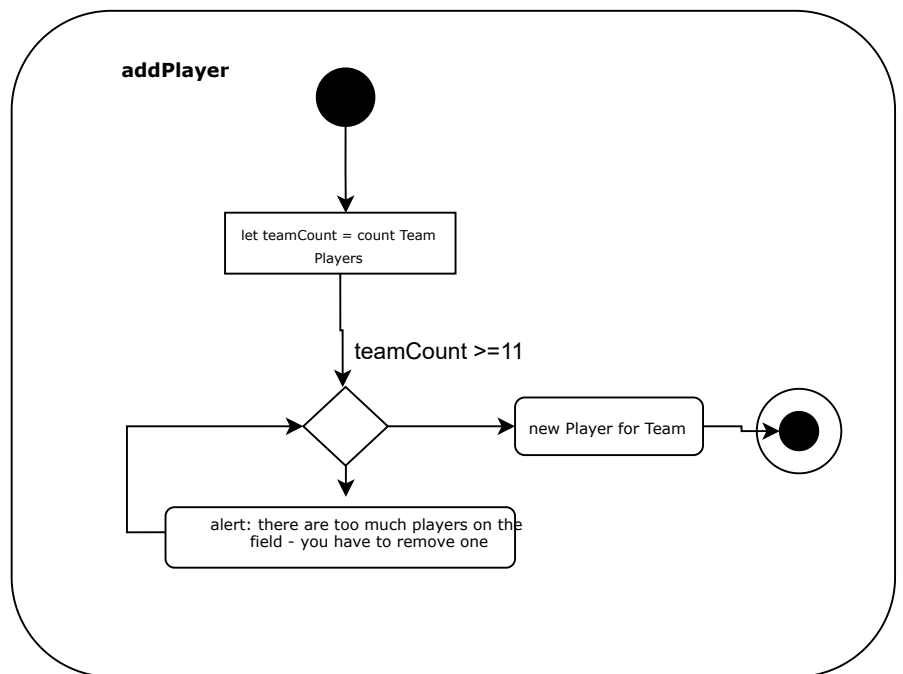 addPlayer
let teamCount = count Team
Players
teamCount >=11
new Player for Team
alert: there are too much players on the
field - you have to remove one